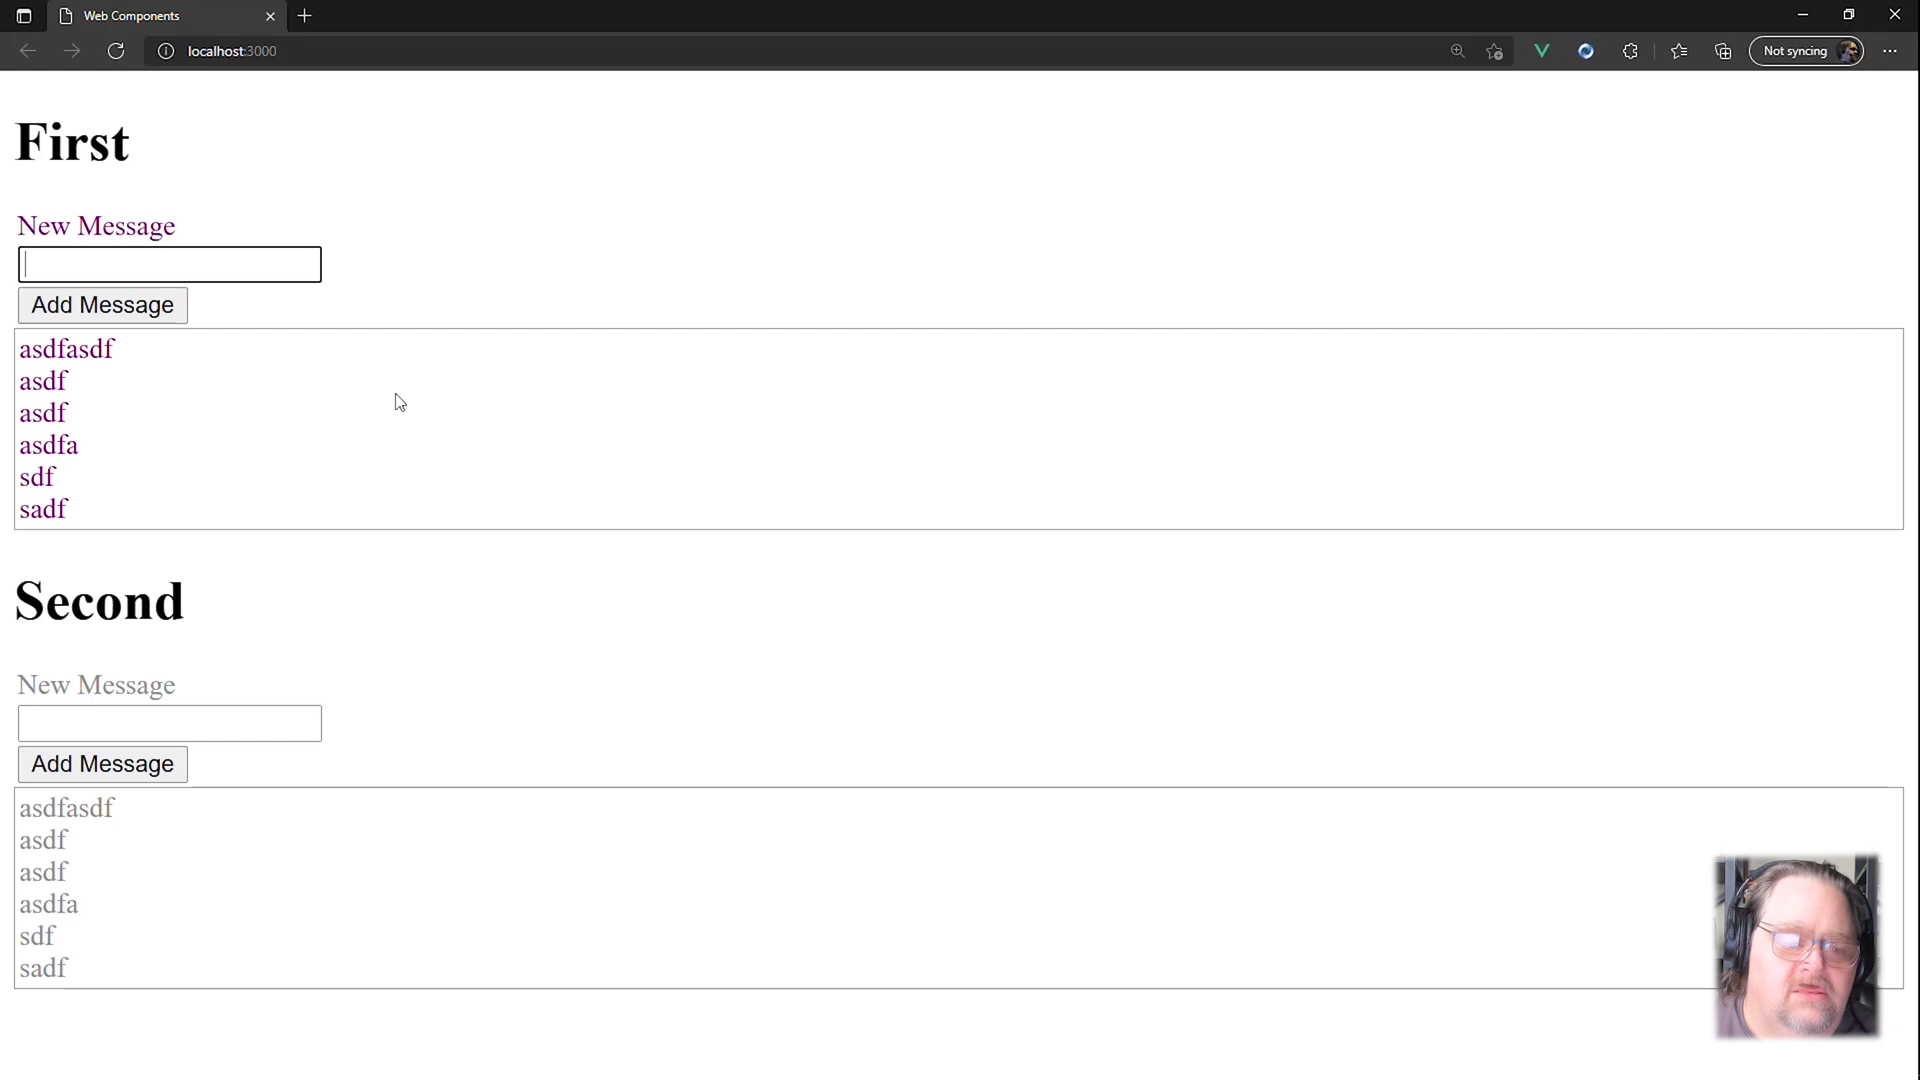 Web Components
localhost:3000
Not syncing
First
New Message
Add Message
asdfasdf
asdf
asdf
asdfa
sdf
sadf
Second
New Message
Add Message
asdfasdf
asdf
asdf
asdfa
sdf
sadf